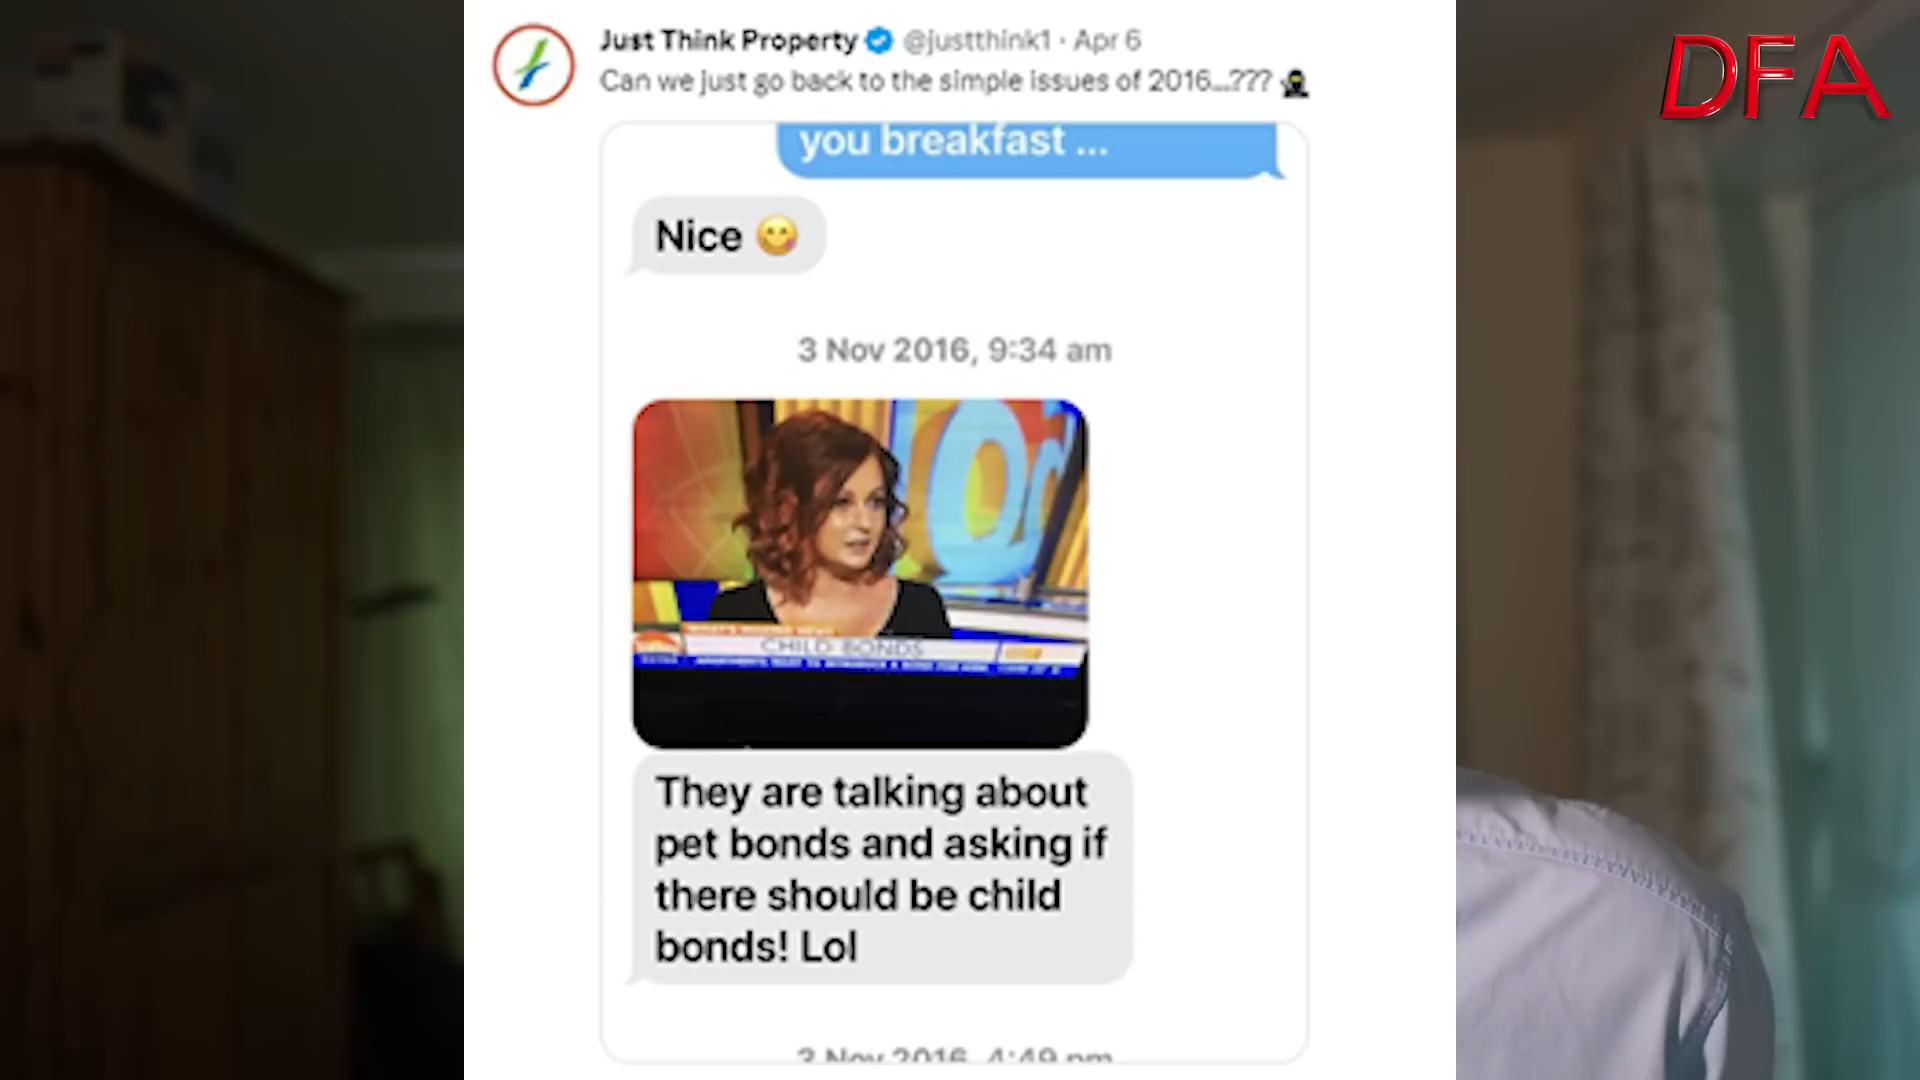 Just Think Property @justthink1 · Apr 6
DFA
Can we just go back to the simple issues of 2016...???
you breakfast ...
Nice
3 Nov 2016, 9:34 am
CHILD BONDS
They are talking about
pet bonds and asking if
there should be child
bonds! Lol
3 Nov 2016, 4:49 pm